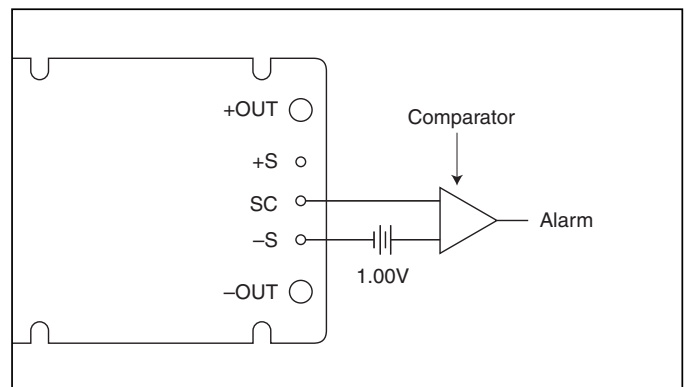 +OUT
Comparator
+S
SC
–S
Alarm
1.00V
–OUT